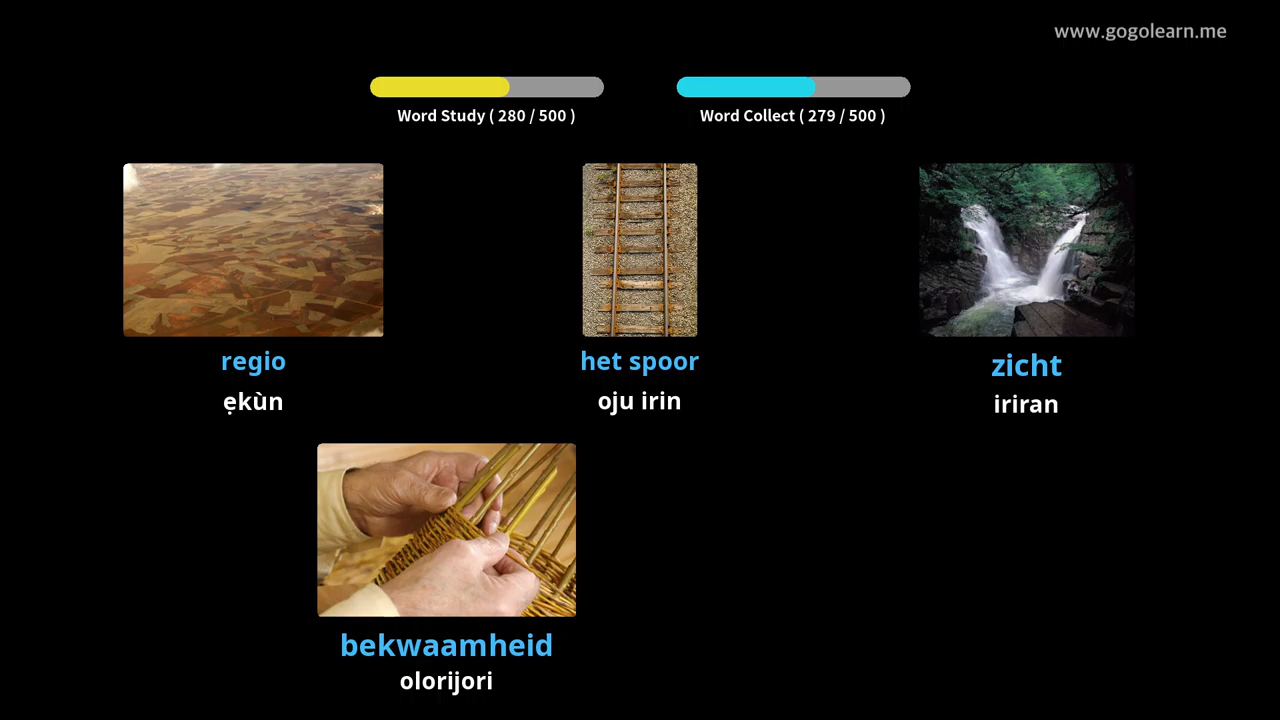 www.gogolearn.me
Word Study ( 280 / 500 )
Word Collect ( 279 / 500 )
regio
ẹkùn
het spoor
oju irin
zicht
iriran
bekwaamheid
olorijori